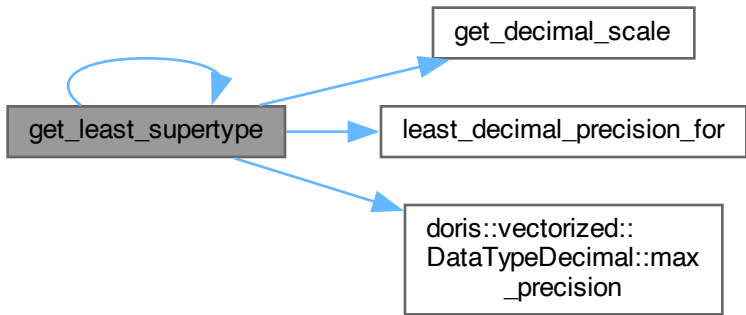 get_decimal_scale
get_least_supertype
least_decimal_precision_for
doris::vectorized::
DataTypeDecimal::max
_precision